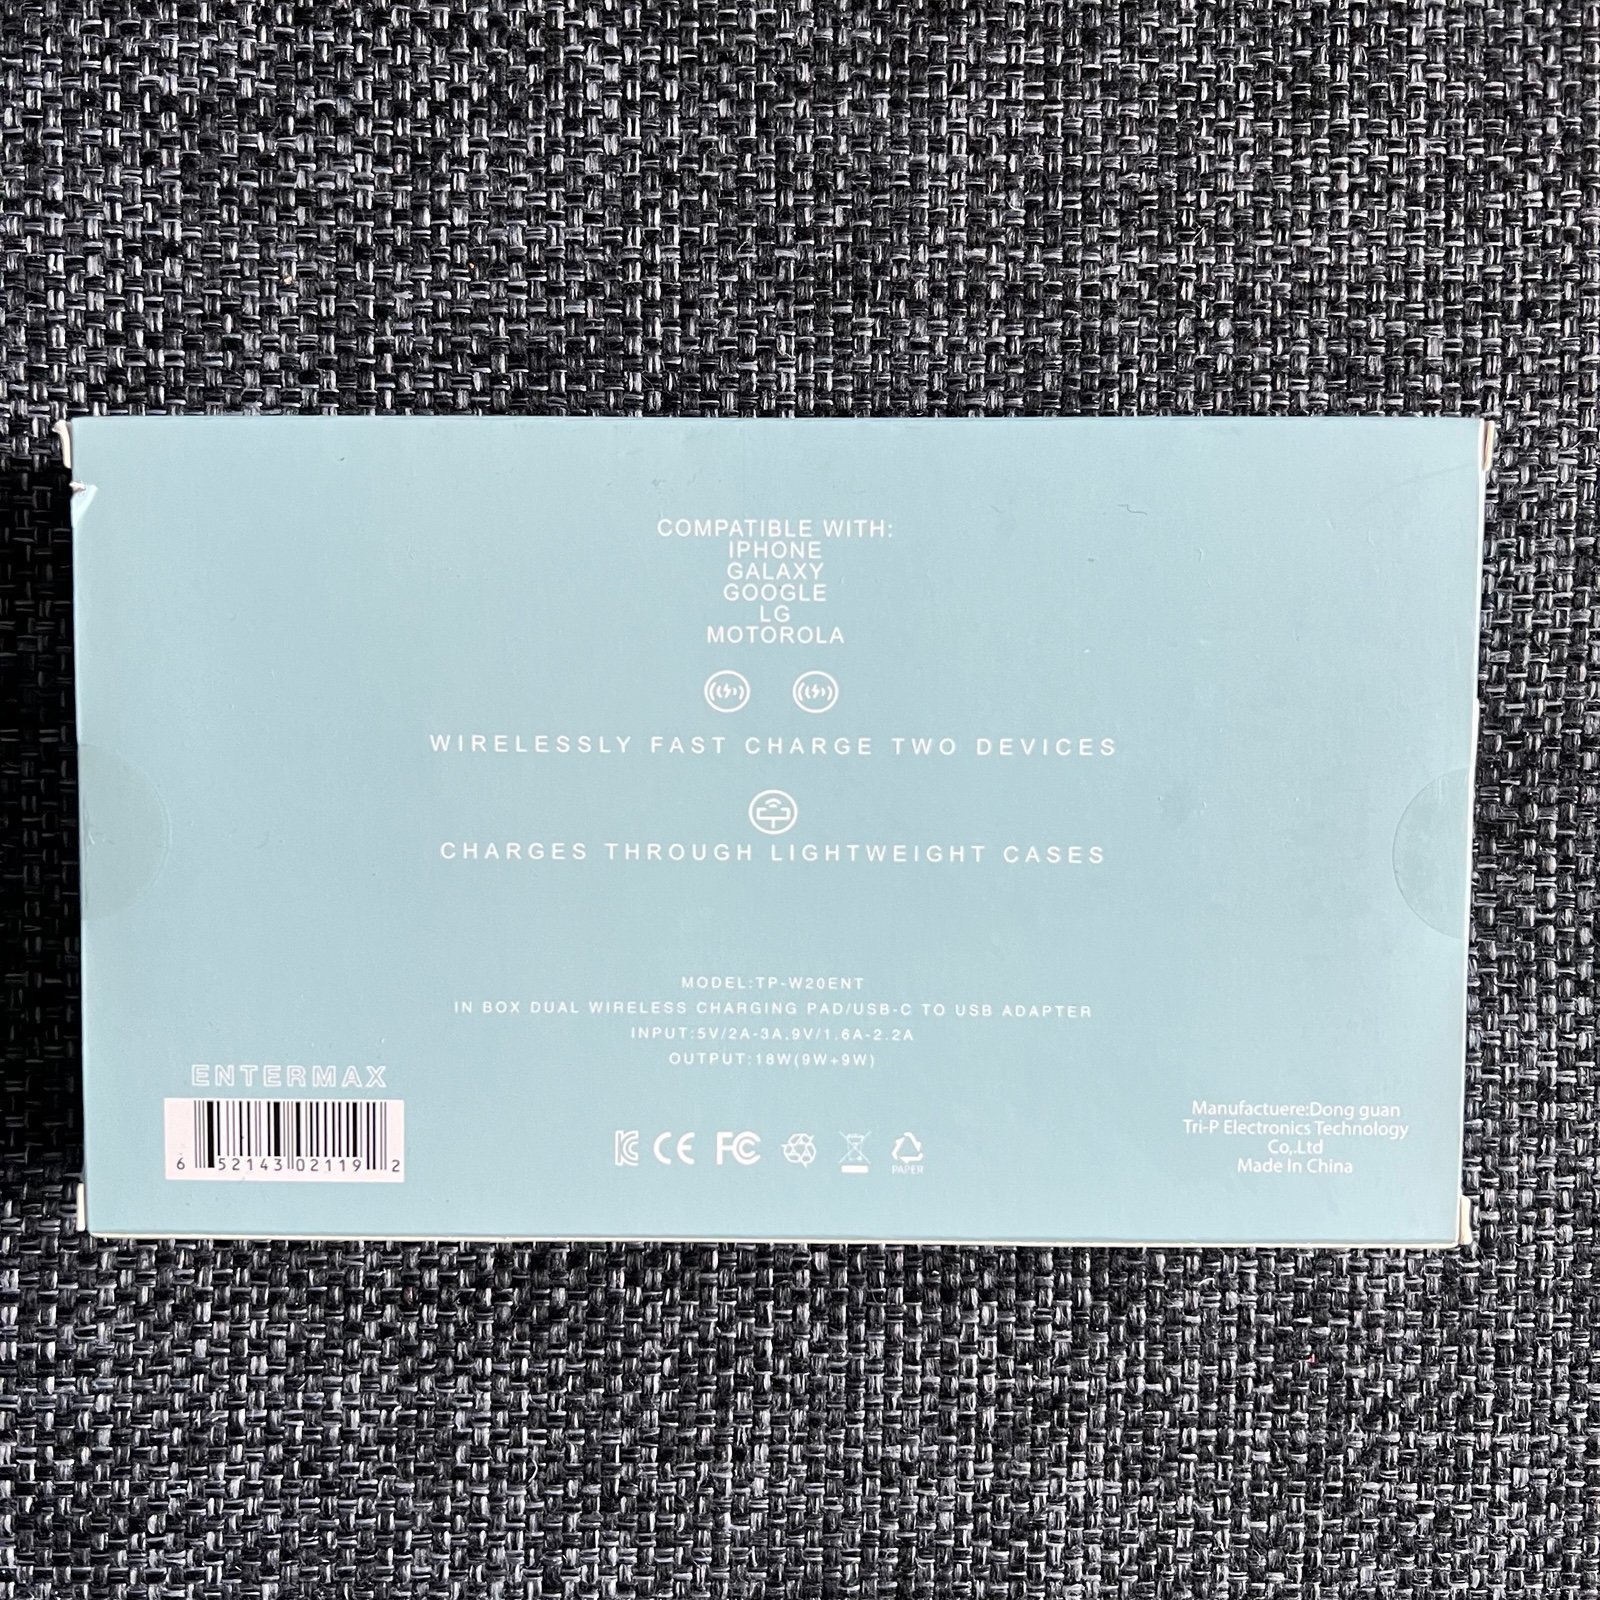 COMPATIBLE WITH:
IPHONE
GALAXY
GOOGLE
LG
MOTOROLA
WIRELESSLY FAST CHARGE TWO DEVICES
CHARGES THROUGH LIGHTWEIGHT CASES
MODEL:TP-W20ENT
IN BOX DUAL WIRELESS CHARGING PAD/USB-C TO USB ADAPTER
INPUT:5V/2A-3A,9V/1.6A-2.2A
OUTPUT:18W(9W+9W)
ENTERMAX
6 52143 02119 2
CE FC
PAPER
Manufactuere:Dong guan
Tri-P Electronics Technology
Co,.Ltd
Made In China